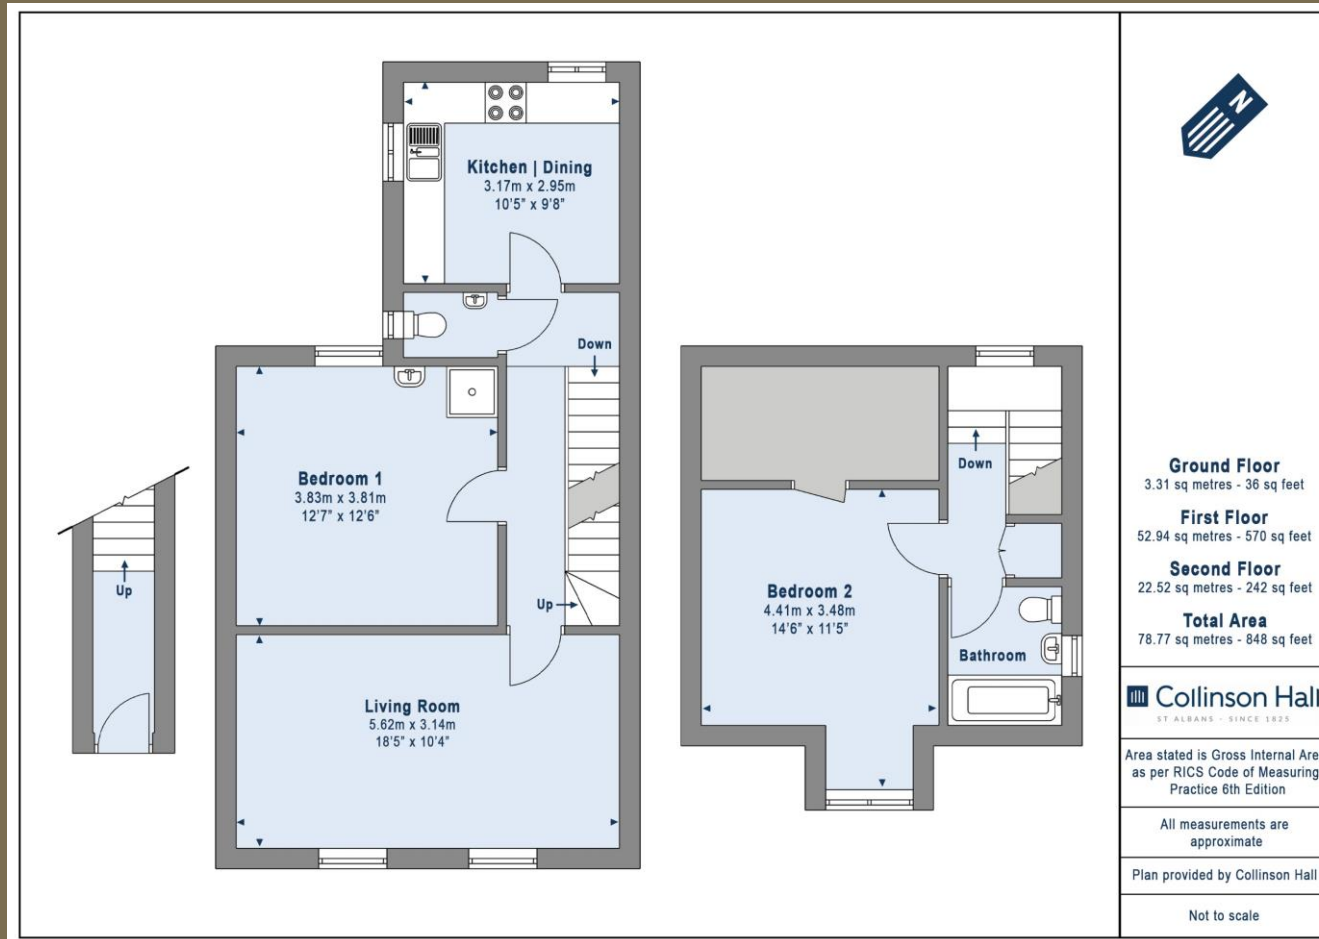 Kitchen | Dining
3.17m x 2.95m
10'5" x 9'8"
Down
Bedroom 1
3.83m x 3.81m
12'7" x 12'6"
Up
Up
Living Room
5.62m x 3.14m
18'5" x 10'4"
Down
Bedroom 2
4.41m x 3.48m
14'6" x 11'5"
Bathroom
N
Ground Floor
3.31 sq metres - 36 sq feet
First Floor
52.94 sq metres - 570 sq feet
Second Floor
22.52 sq metres - 242 sq feet
Total Area
78.77 sq metres - 848 sq feet
Collinson Hall
ST ALBANS - SINCE 1825
Area stated is Gross Internal Are
as per RICS Code of Measuring
Practice 6th Edition
All measurements are
approximate
Plan provided by Collinson Hall
Not to scale